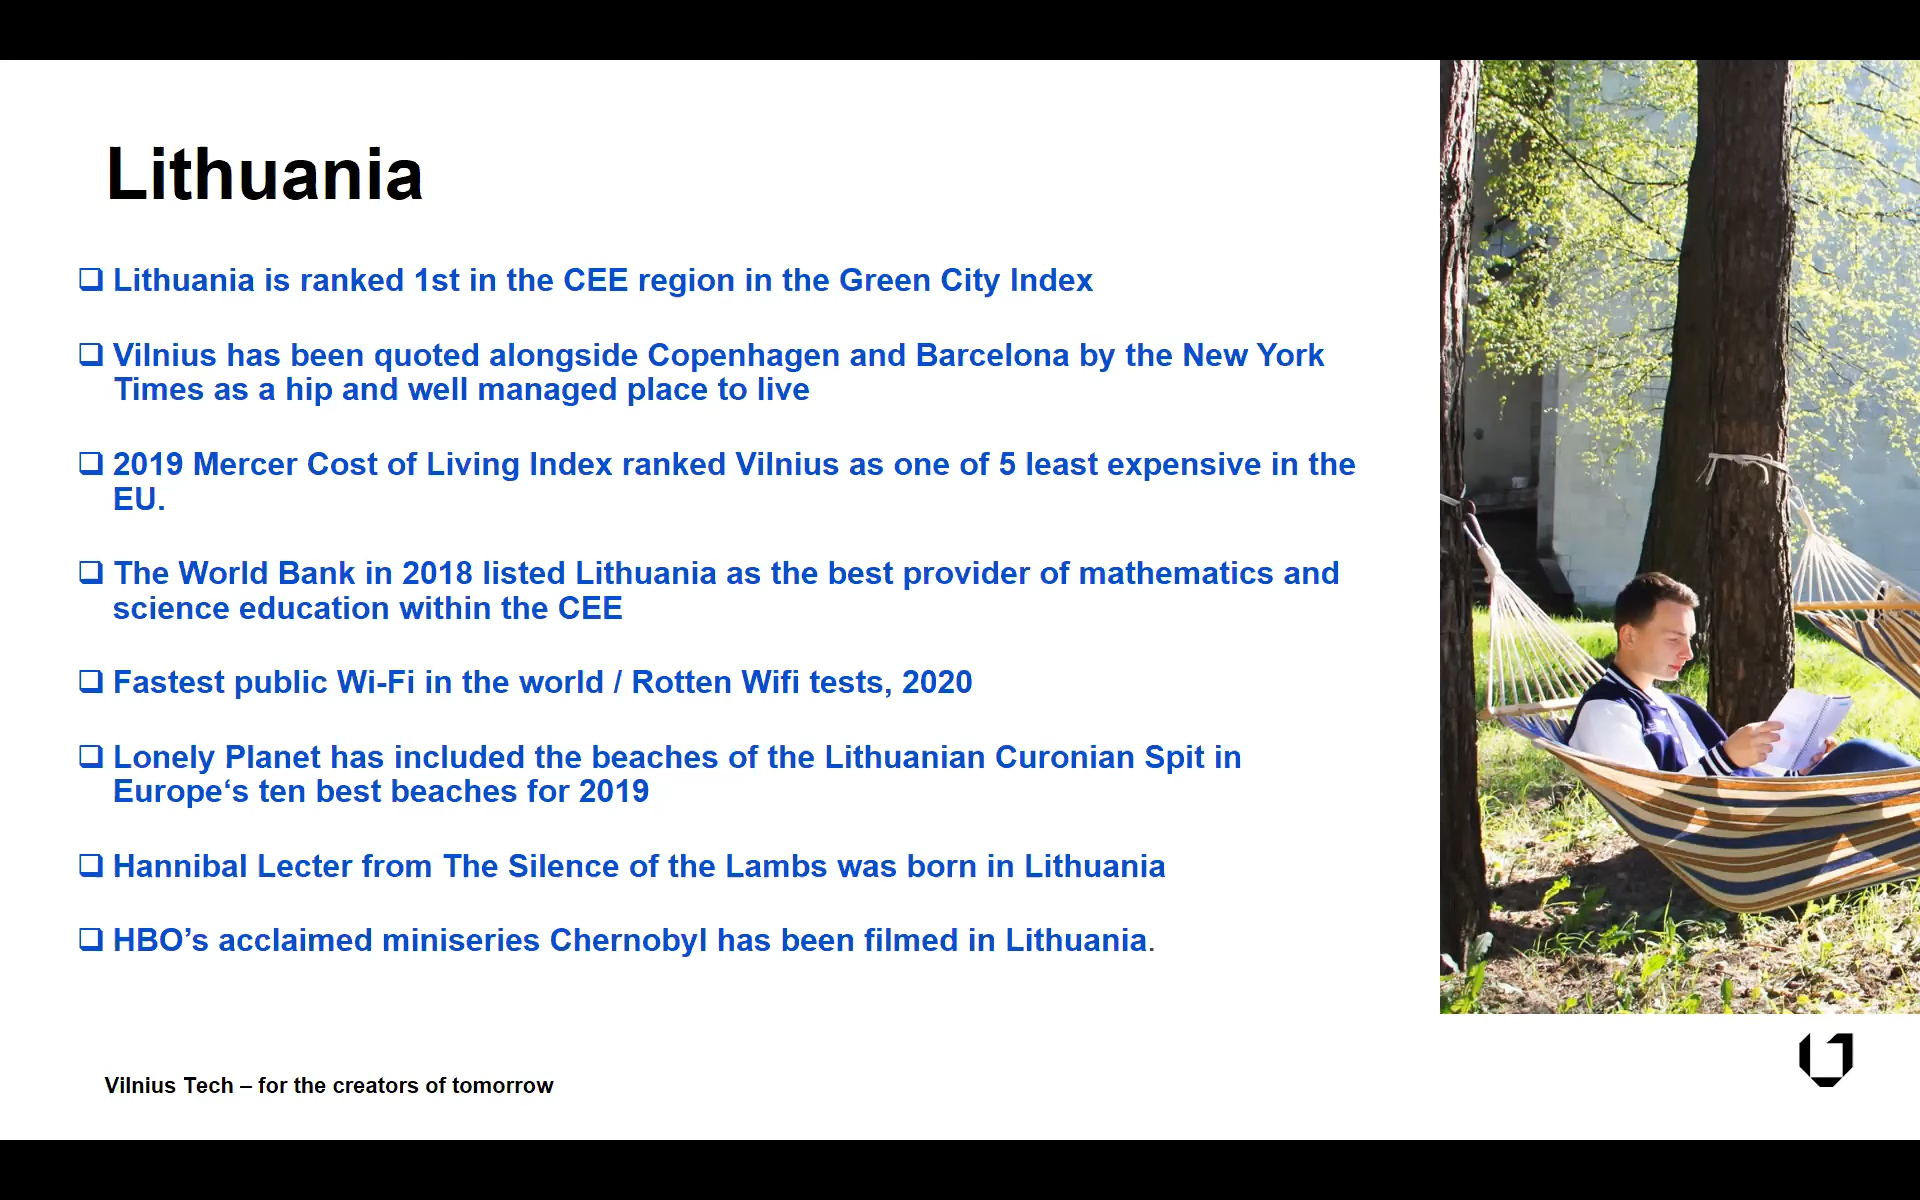 Lithuania
❑ Lithuania is ranked 1st in the CEE region in the Green City Index
❑ Vilnius has been quoted alongside Copenhagen and Barcelona by the New York
Times as a hip and well managed place to live
❑ 2019 Mercer Cost of Living Index ranked Vilnius as one of 5 least expensive in the
EU.
❑ The World Bank in 2018 listed Lithuania as the best provider of mathematics and
science education within the CEE
❑ Fastest public Wi-Fi in the world / Rotten Wifi tests, 2020
❑ Lonely Planet has included the beaches of the Lithuanian Curonian Spit in
Europe‘s ten best beaches for 2019
❑ Hannibal Lecter from The Silence of the Lambs was born in Lithuania
❑ HBO’s acclaimed miniseries Chernobyl has been filmed in Lithuania.
Vilnius Tech – for the creators of tomorrow